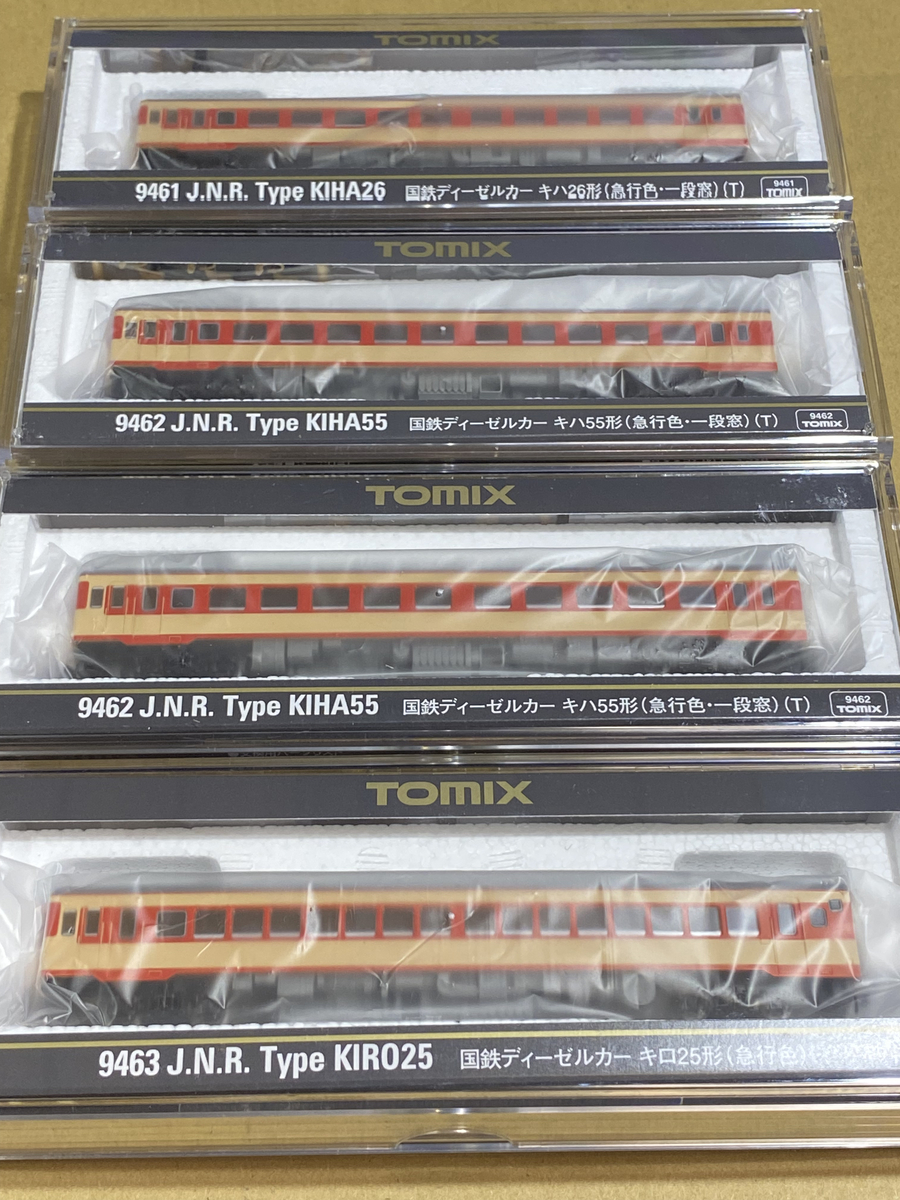 TOMIX
9461 J.N.R. Type KIHA26 国鉄ディーゼルカー キハ26形(急行色・一段窓)(T) 9461 TOMIX
TOMIX
9462 J.N.R. Type KIHA55 国鉄ディーゼルカー キハ55形(急行色・一段窓)(T) 9462 TOMIX
TOMIX
9462 J.N.R. Type KIHA55 国鉄ディーゼルカー キハ55形(急行色・一段窓)(T) 9462 TOMIX
TOMIX
9463 J.N.R. Type KIRO25 国鉄ディーゼルカー キロ25形(急行色)